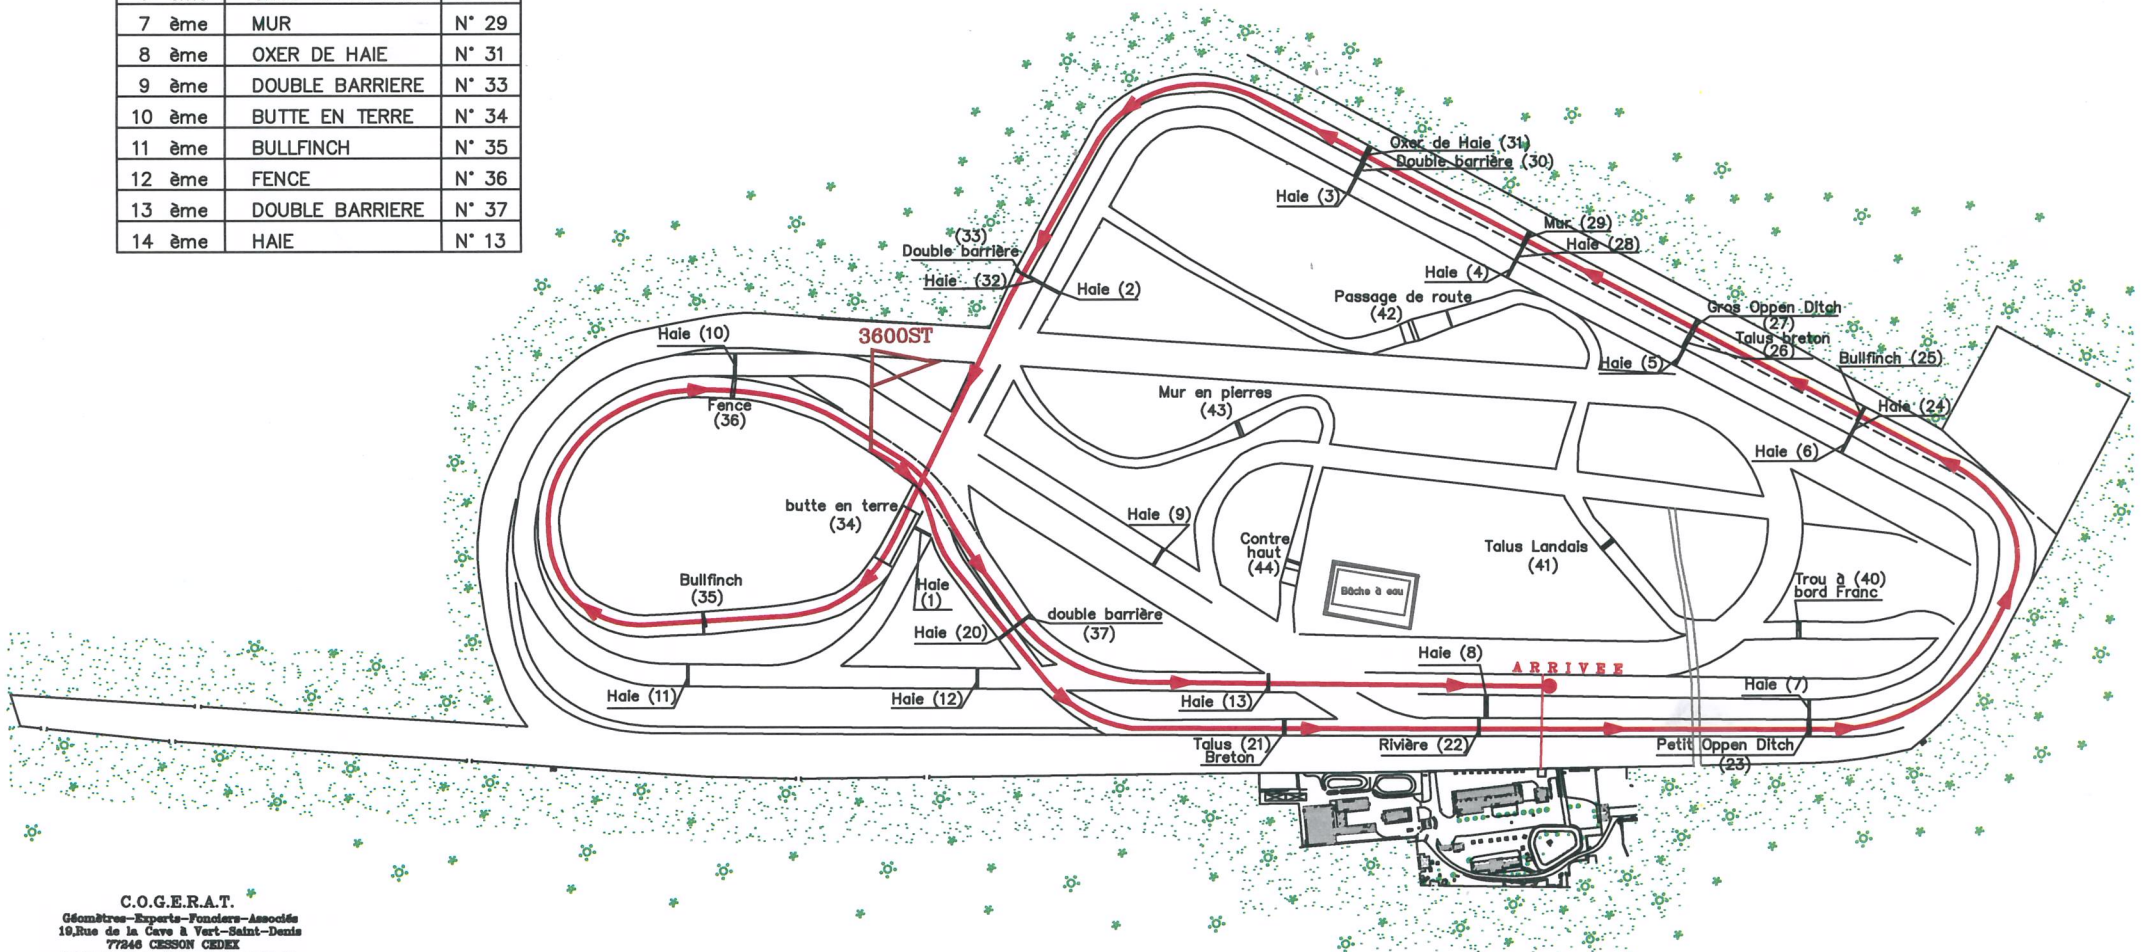 7 ème MUR N° 29
8 ème OXER DE HAIE N° 31
9 ème DOUBLE BARRIERE N° 33
10 ème BUTTE EN TERRE N° 34
11 ème BULLFINCH N° 35
12 ème FENCE N° 36
13 ème DOUBLE BARRIERE N° 37
14 ème HAIE N° 13
Oxer de Haie (31)
Double barrière (30)
Haie (3)
Mur (29)
Haie (28)
Haie (4)
(33)
Double barrière
Haie (32)
Haie (2)
Passage de route
(42)
Gros Oppen Ditch
(27)
Talus breton
(26)
Haie (5)
Bullfinch (25)
Haie (24)
Haie (6)
3600ST
Haie (10)
Fence
(36)
Mur en pierres
(43)
butte en terre
(34)
Haie (9)
Contre
haut
(44)
Bâche à eau
Talus Landais
(41)
Trou à (40)
bord Franc
Bullfinch
(35)
Haie
(1)
Haie (20)
double barrière
(37)
Haie (8)
ARRIVEE
Haie (7)
Haie (11)
Haie (12)
Haie (13)
Talus (21)
Breton
Rivière (22)
Petit Oppen Ditch
(23)
C.O.G.E.R.A.T.
Géomètres-Experts-Fonciers-Associés
19,Rue de la Cave à Vert-Saint-Denis
77246 CESSON CEDEX